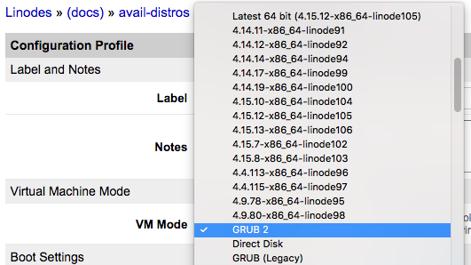 Linodes » (docs) » avail-distros
Configuration Profile
Label and Notes
Label
Notes
Virtual Machine Mode
VM Mode
Boot Settings
Latest 64 bit (4.15.12-x86_64-linode105)
4.14.11-x86_64-linode91
4.14.12-x86_64-linode92
4.14.14-x86_64-linode94
4.14.17-x86_64-linode99
4.14.19-x86_64-linode100
4.15.10-x86_64-linode104
4.15.12-x86_64-linode105
4.15.13-x86_64-linode106
4.15.7-x86_64-linode102
4.15.8-x86_64-linode103
4.4.113-x86_64-linode96
4.4.115-x86_64-linode97
4.9.78-x86_64-linode95
4.9.80-x86_64-linode98
✓ GRUB 2
Direct Disk
GRUB (Legacy)